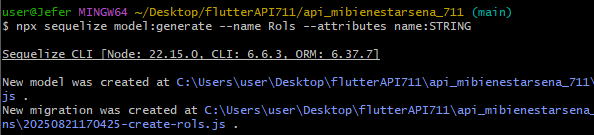 user@Jefer MINGW64 ~/Desktop/flutterAPI711/api_mibienestarsena_711 (main)
$ npx sequelize model:generate --name Rols --attributes name:STRING
Sequelize CLI [Node: 22.15.0, CLI: 6.6.3, ORM: 6.37.7]
New model was created at C:\Users\user\Desktop\flutterAPI711\api_mibienestarsena_711\
js .
New migration was created at C:\Users\user\Desktop\flutterAPI711\api_mibienestarsena_
ns\20250821170425-create-rols.js .